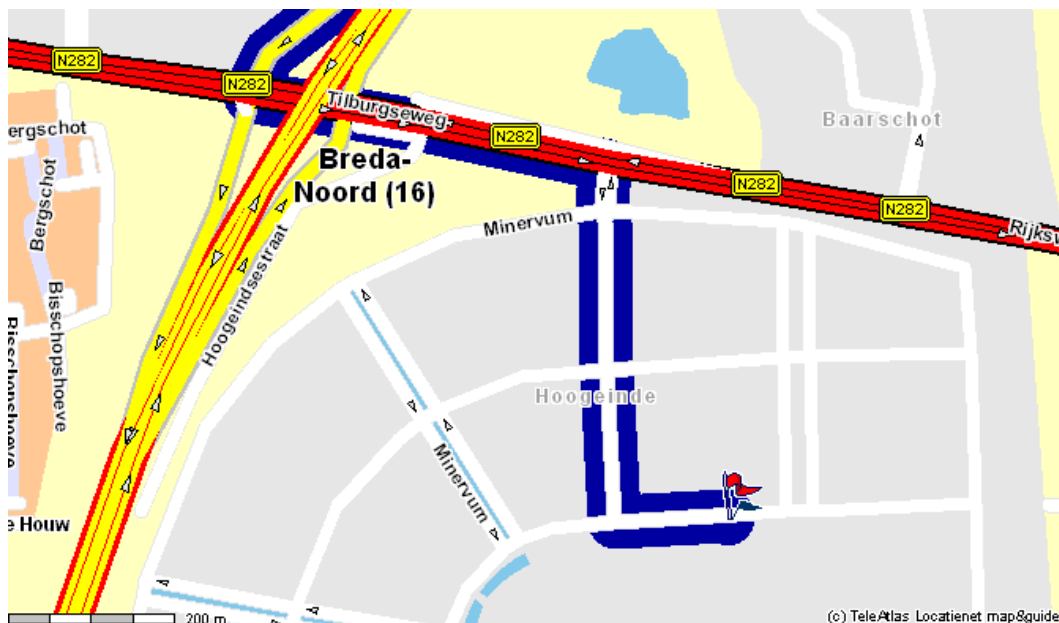 N282
N282
Tilburgseweg
N282
Baarschot
ergschot
Breda-
Noord (16)
N282
Bergschot
N282
Minervum
Rijksv
Hoogeindsestraat
Bisschopshoeve
Bisschopshoeve
Hoogeinde
Minervum
e Houw
200 m
(c) TeleAtlas Locatienet map&guide